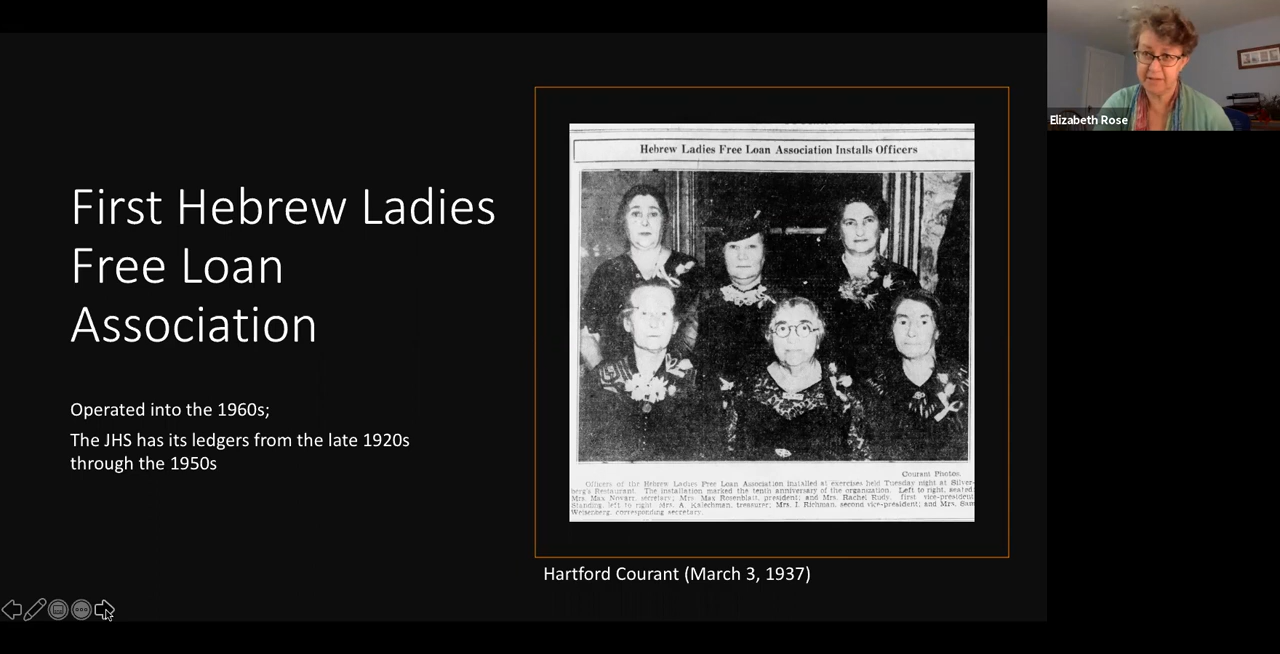 First Hebrew Ladies
Free Loan
Association
Operated into the 1960s;
The JHS has its ledgers from the late 1920s
through the 1950s
Hebrew Ladies Free Loan Association Installs Officers
Courant Photos.
Officers of the Hebrew Ladies Free Loan Association installed at exercises held Tuesday night at Silver-
berg's Restaurant. The installation marked the tenth anniversary of the organization. Left to right, seated:
Mrs. Max Novarr, secretary; Mrs. Max Rosenblatt, president; and Mrs. Rachel Rudy, first vice-president
Standing, left to right Mrs. A. Kalechman, treasurer; Mrs. I. Richman, second vice-president; and Mrs. Sam
Weisenberg, corresponding secretary.
Hartford Courant (March 3, 1937)
Elizabeth Rose